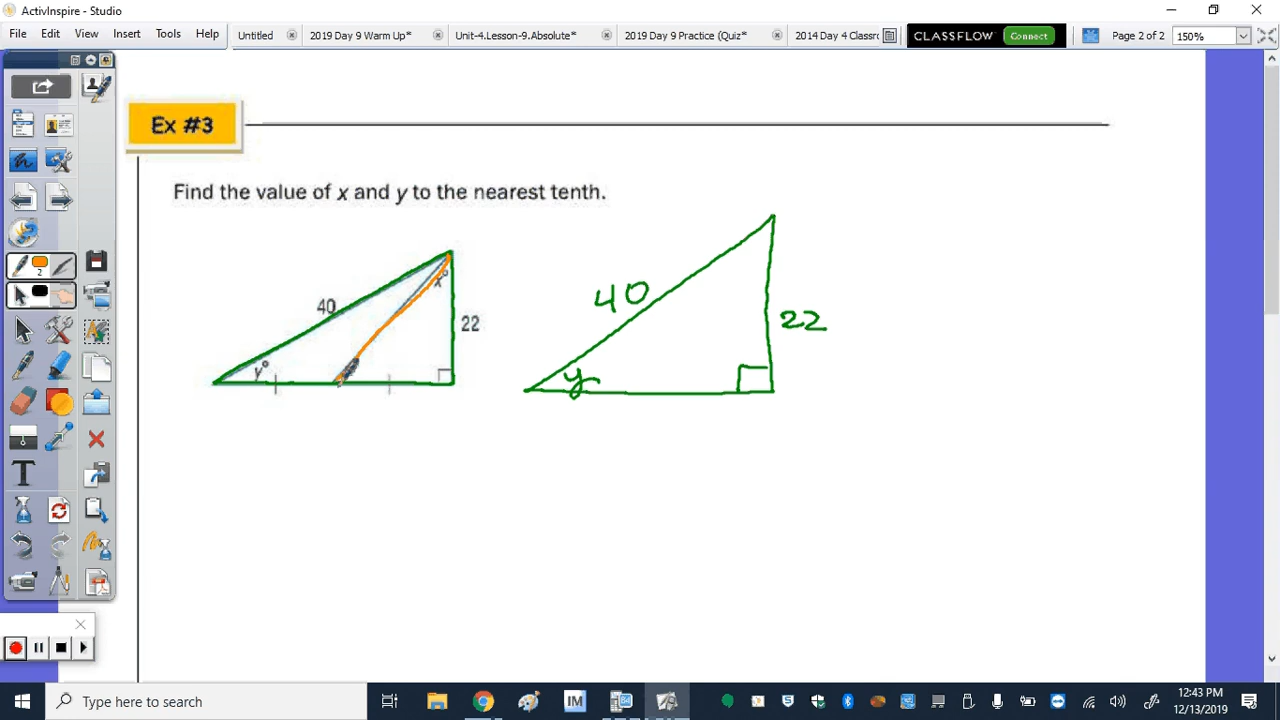 ActivInspire - Studio
File Edit View Insert Tools Help
Untitled
2019 Day 9 Warm Up*
Unit-4.Lesson-9.Absolute*
2019 Day 9 Practice (Quiz*
2014 Day 4 Classro
CLASSFLOW Connect
Page 2 of 2
150%
Ex #3
Find the value of x and y to the nearest tenth.
40
x°
22
y°
40
22
y
2
T
IM
Type here to search
12:43 PM
12/13/2019